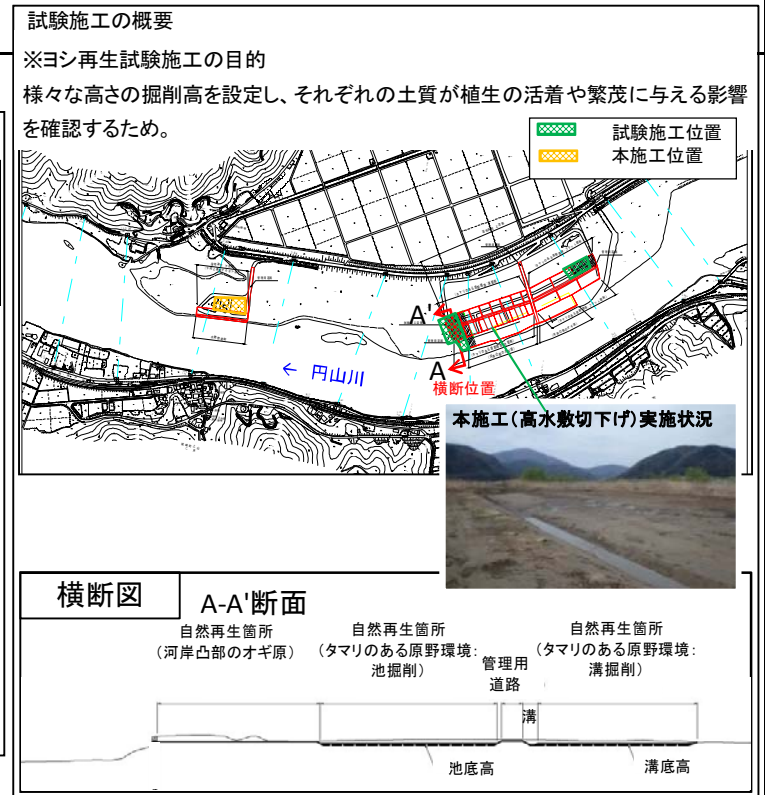 試験施工の概要
※ヨシ再生試験施工の目的
様々な高さの掘削高を設定し、それぞれの土質が植生の活着や繁茂に与える影響
を確認するため。
試験施工位置
本施工位置
A'
A
横断位置
← 円山川
本施工(高水敷切下げ)実施状況
横断図
A-A'断面
自然再生箇所
(河岸凸部のオギ原)
自然再生箇所
(タマリのある原野環境:
池掘削)
管理用
道路
溝
自然再生箇所
(タマリのある原野環境:
溝掘削)
池底高
溝底高